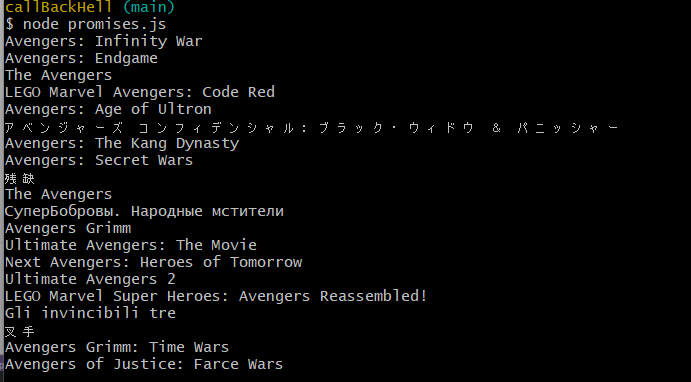 callBackHell (main)
$ node promises.js
Avengers: Infinity War
Avengers: Endgame
The Avengers
LEGO Marvel Avengers: Code Red
Avengers: Age of Ultron
アベンジャーズ コンフィデンシャル: ブラック・ウィドウ & パニッシャー
Avengers: The Kang Dynasty
Avengers: Secret Wars
残缺
The Avengers
СуперБобровы. Народные мстители
Avengers Grimm
Ultimate Avengers: The Movie
Next Avengers: Heroes of Tomorrow
Ultimate Avengers 2
LEGO Marvel Super Heroes: Avengers Reassembled!
Gli invincibili tre
叉手
Avengers Grimm: Time Wars
Avengers of Justice: Farce Wars